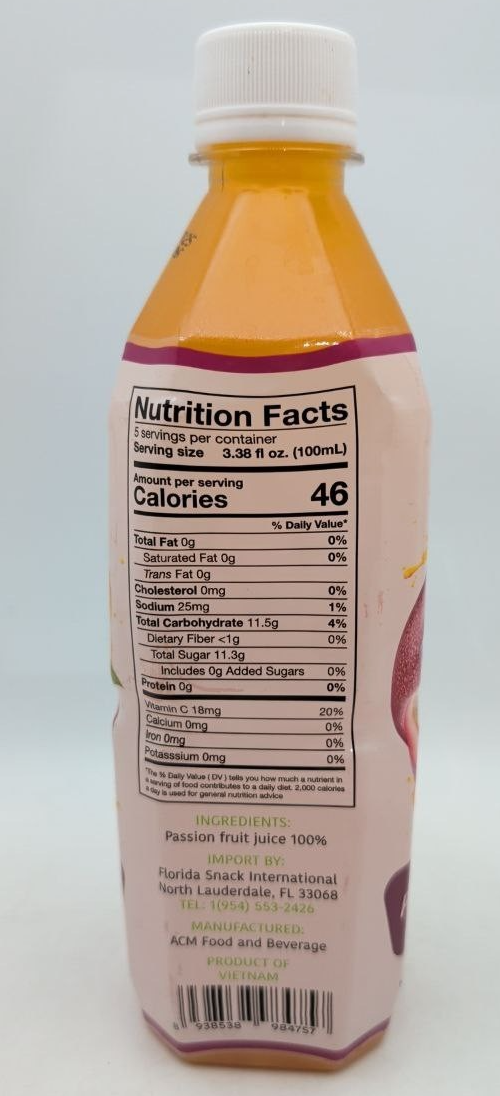 Nutrition Facts
5 servings per container
Serving size 3.38 fl oz. (100mL)
Amount per serving
Calories 46
% Daily Value*
Total Fat 0g 0%
Saturated Fat 0g 0%
Trans Fat 0g
Cholesterol 0mg 0%
Sodium 25mg 1%
Total Carbohydrate 11.5g 4%
Dietary Fiber <1g 0%
Total Sugar 11.3g
Includes 0g Added Sugars 0%
Protein 0g 0%
Vitamin C 18mg 20%
Calcium 0mg 0%
Iron 0mg 0%
Potasssium 0mg 0%
*The % Daily Value ( DV ) tells you how much a nutrient in
a serving of food contributes to a daily diet. 2,000 calories
a day is used for general nutrition advice
INGREDIENTS:
Passion fruit juice 100%
IMPORT BY:
Florida Snack International
North Lauderdale, FL 33068
TEL: 1(954) 553-2426
MANUFACTURED:
ACM Food and Beverage
PRODUCT OF
VIETNAM
8 938538 984757